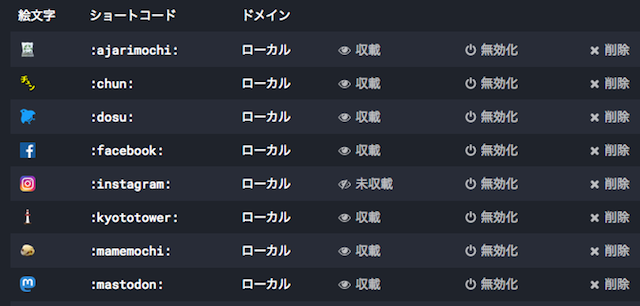 絵文字 ショートコード ドメイン
:ajarimochi: ローカル 収載 無効化 削除
チュン :chun: ローカル 収載 無効化 削除
:dosu: ローカル 収載 無効化 削除
:facebook: ローカル 収載 無効化 削除
:instagram: ローカル 未収載 無効化 削除
:kyototower: ローカル 収載 無効化 削除
:mamemochi: ローカル 収載 無効化 削除
:mastodon: ローカル 収載 無効化 削除